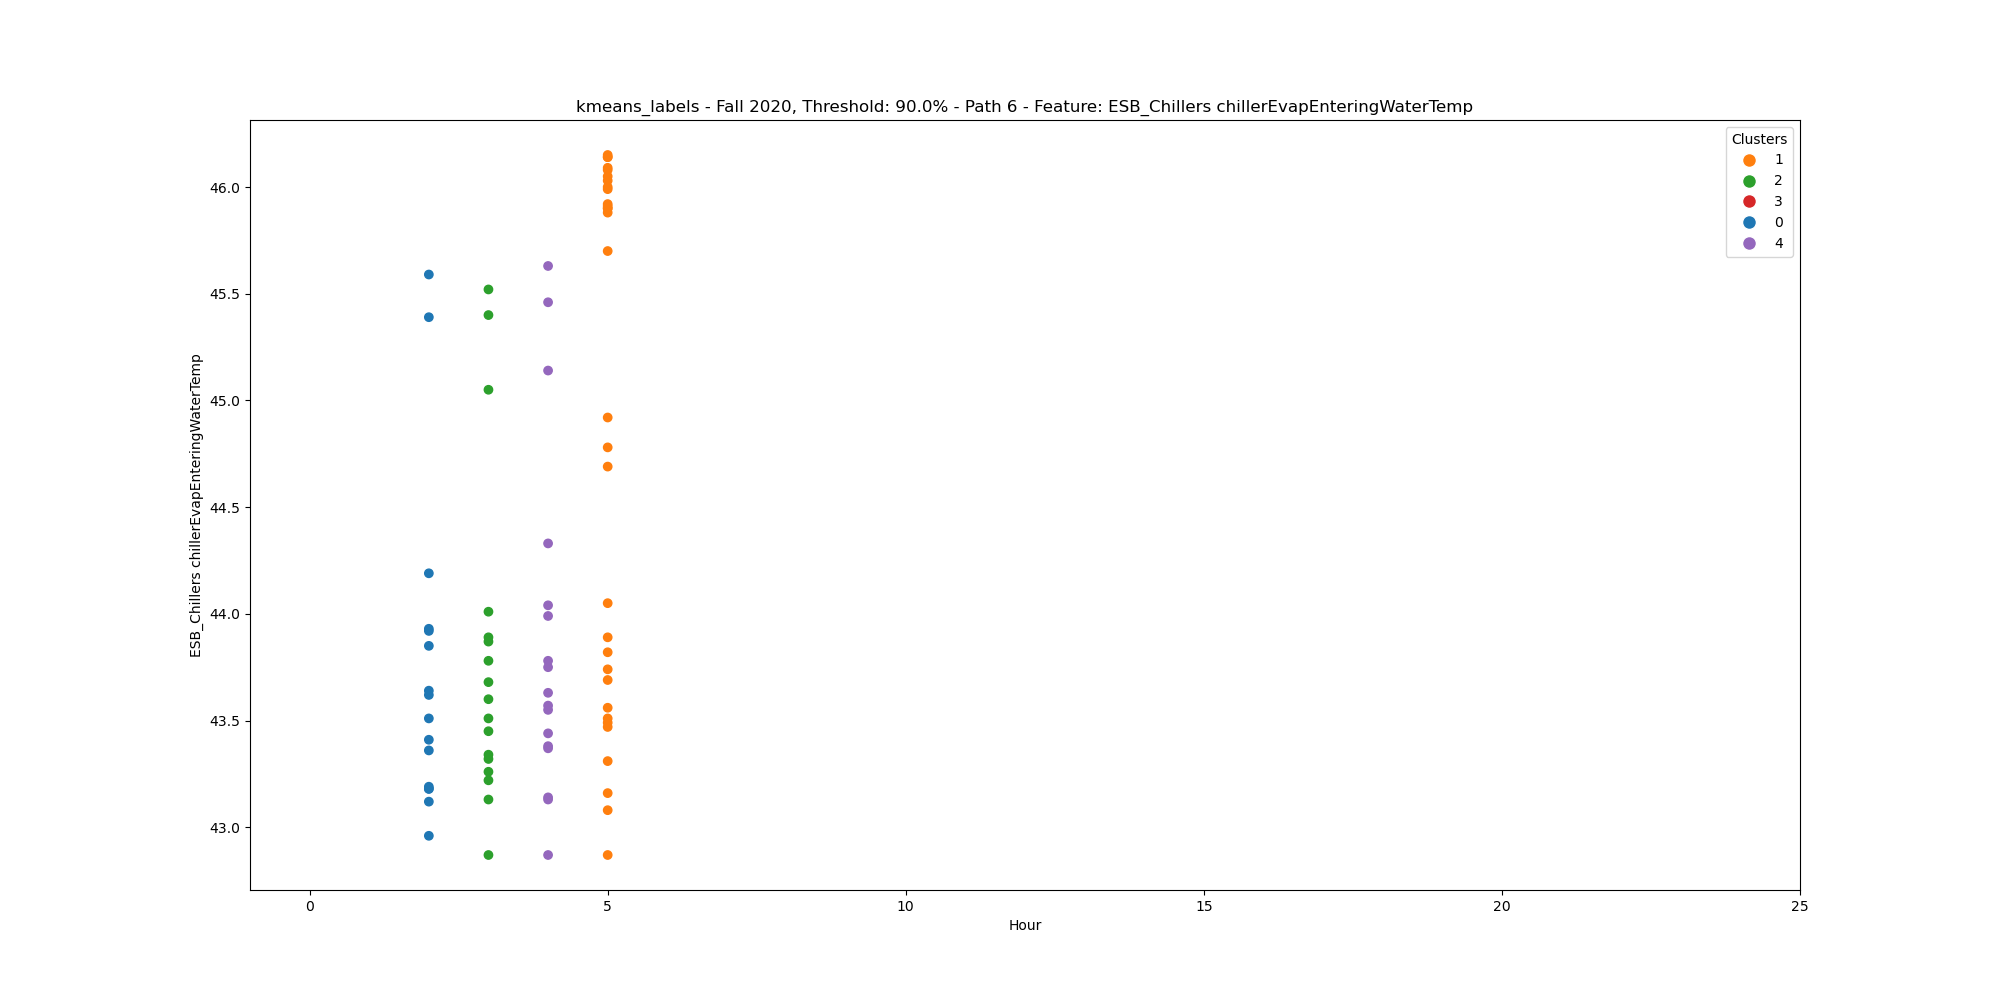 kmeans_labels - Fall 2020, Threshold: 90.0% - Path 6 - Feature: ESB_Chillers chillerEvapEnteringWaterTemp
Clusters
1
2
3
0
4
ESB_Chillers chillerEvapEnteringWaterTemp
46.0
45.5
45.0
44.5
44.0
43.5
43.0
0 5 10 15 20 25
Hour